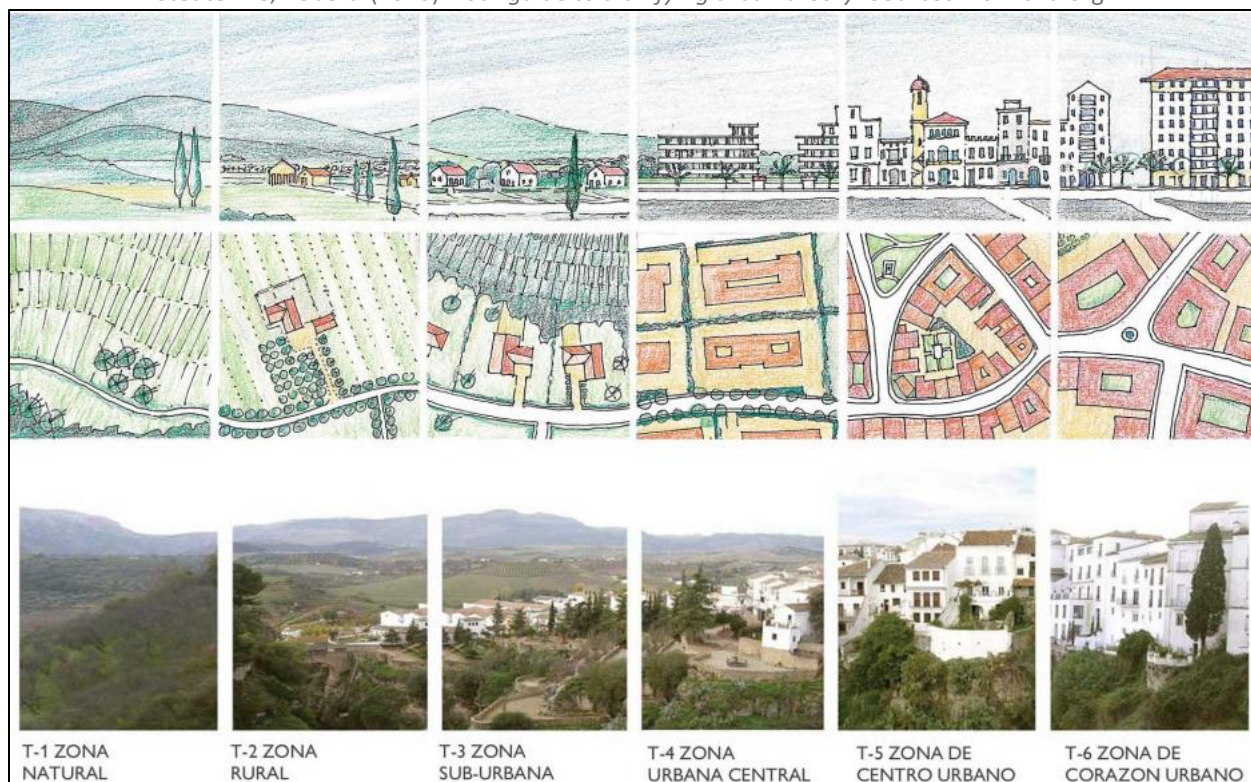 T-1 ZONA
NATURAL
T-2 ZONA
RURAL
T-3 ZONA
SUB-URBANA
T-4 ZONA
URBANA CENTRAL
T-5 ZONA DE
CENTRO URBANO
T-6 ZONA DE
CORAZON URBANO